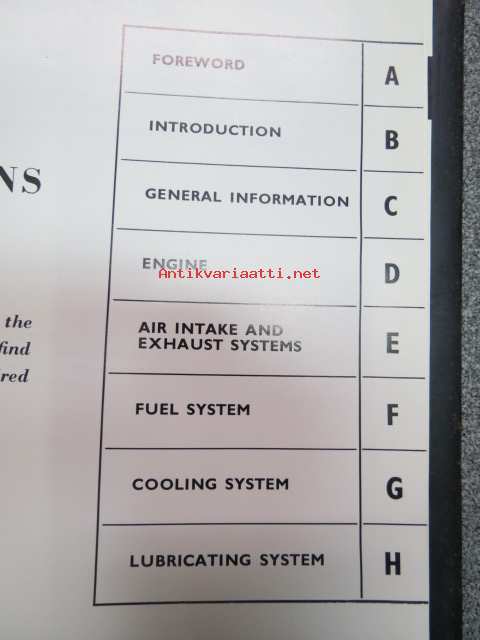 NS
the
find
ired
FOREWORD A
INTRODUCTION B
GENERAL INFORMATION C
ENGINE D
Antikvariaatti.net
AIR INTAKE AND
EXHAUST SYSTEMS E
FUEL SYSTEM F
COOLING SYSTEM G
LUBRICATING SYSTEM H